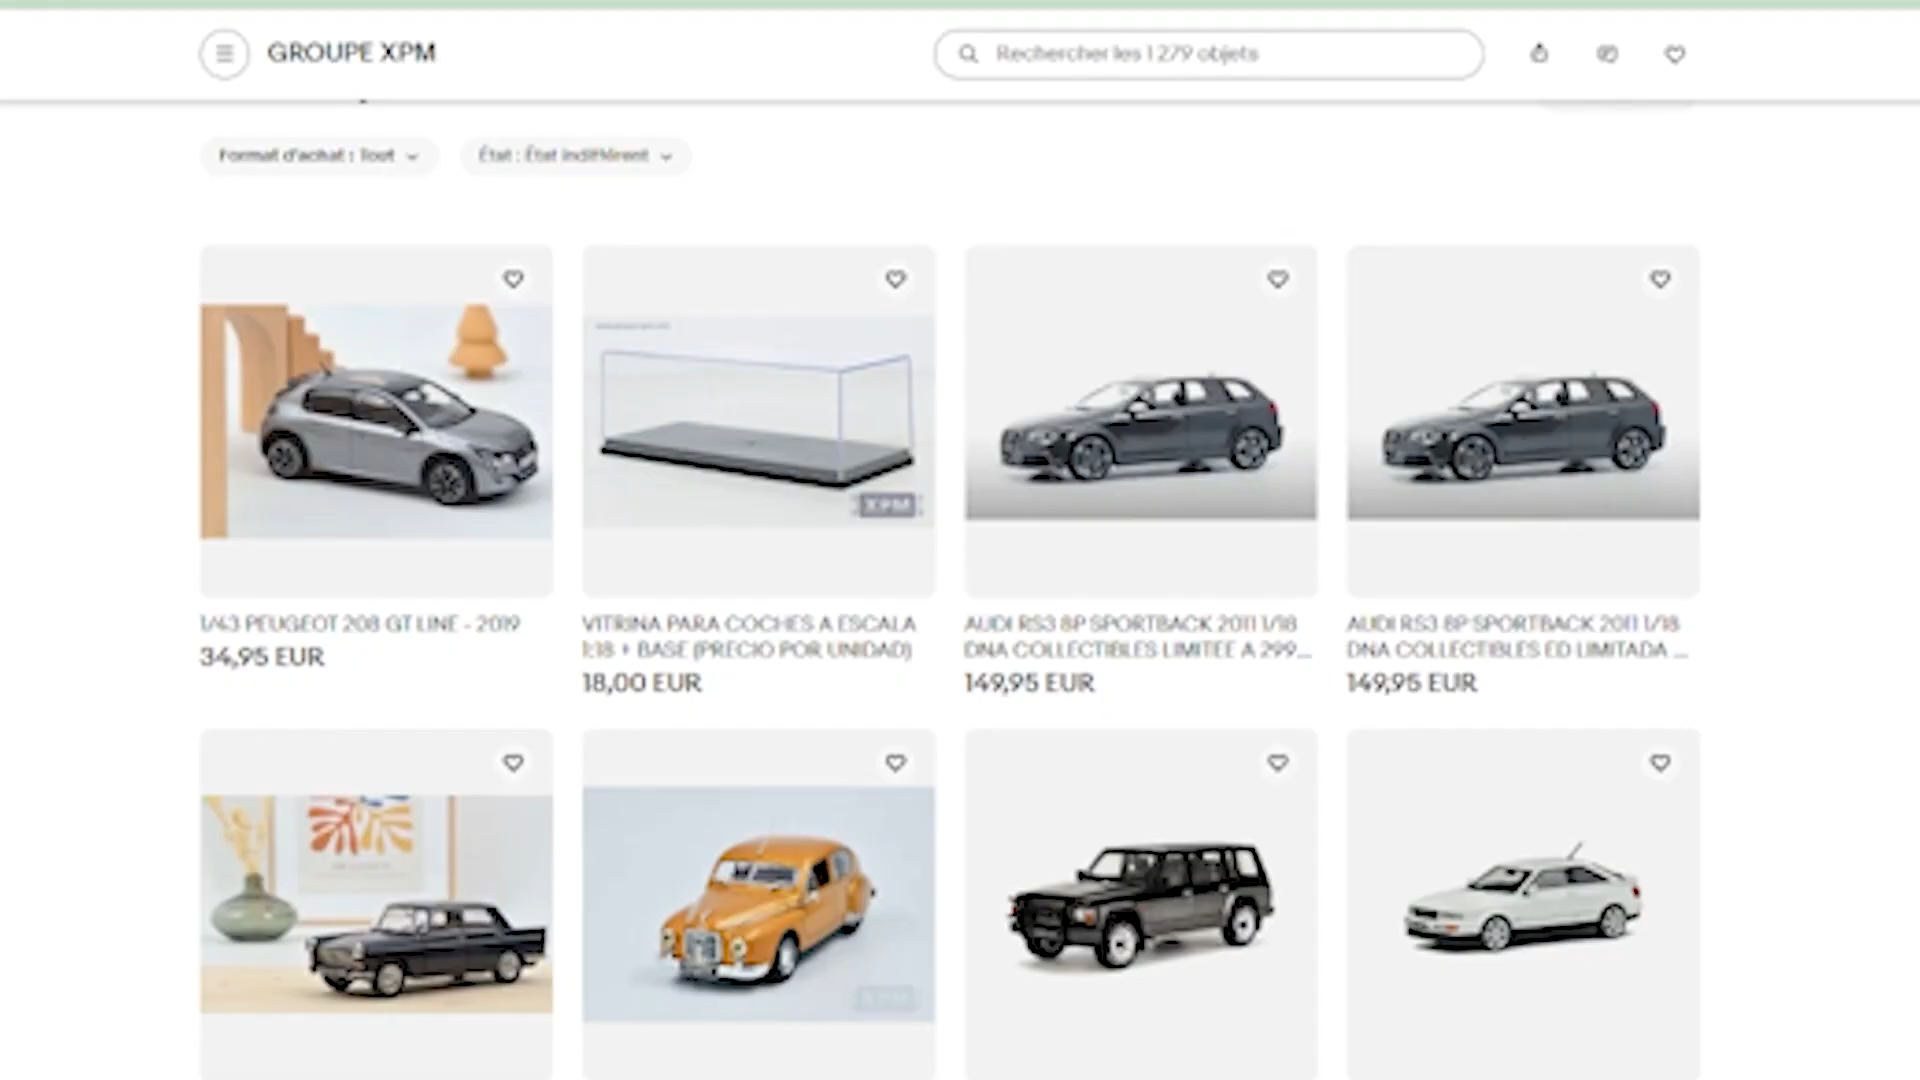 GROUPE XPM
Rechercher les 1 279 objets
Format d'achat : Tout
État : État indifférent
XPM
1/43 PEUGEOT 208 GT LINE - 2019
34,95 EUR
VITRINA PARA COCHES A ESCALA
1:18 + BASE (PRECIO POR UNIDAD)
18,00 EUR
AUDI RS3 8P SPORTBACK 2011 1/18
DNA COLLECTIBLES LIMITEE A 299...
149,95 EUR
AUDI RS3 8P SPORTBACK 2011 1/18
DNA COLLECTIBLES ED LIMITADA ...
149,95 EUR
XPM